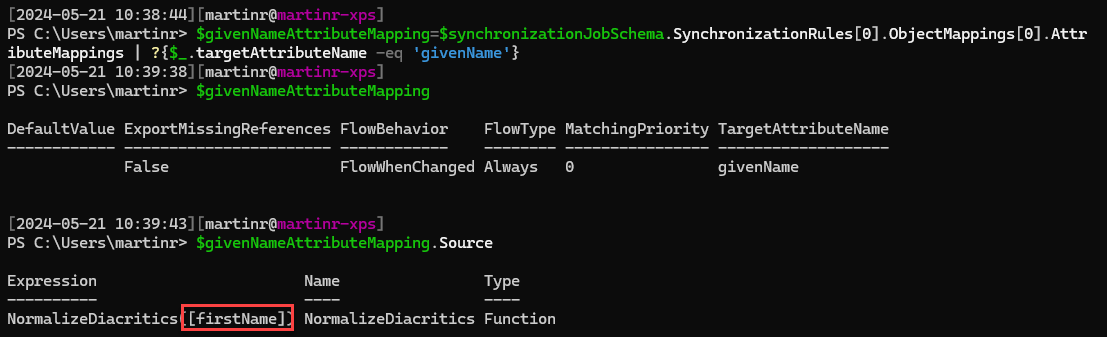 [2024-05-21 10:38:44][martinr@martinr-xps]
PS C:\Users\martinr> $givenNameAttributeMapping=$synchronizationJobSchema.SynchronizationRules[0].ObjectMappings[0].Attr
ibuteMappings | ?{$_.targetAttributeName -eq 'givenName'}
[2024-05-21 10:39:38][martinr@martinr-xps]
PS C:\Users\martinr> $givenNameAttributeMapping
DefaultValue ExportMissingReferences FlowBehavior    FlowType MatchingPriority TargetAttributeName
------------ ----------------------- ------------    -------- ---------------- -------------------
             False                   FlowWhenChanged Always   0                givenName
[2024-05-21 10:39:43][martinr@martinr-xps]
PS C:\Users\martinr> $givenNameAttributeMapping.Source
Expression                       Name                Type
----------                       ----                ----
NormalizeDiacritics([firstName]) NormalizeDiacritics Function